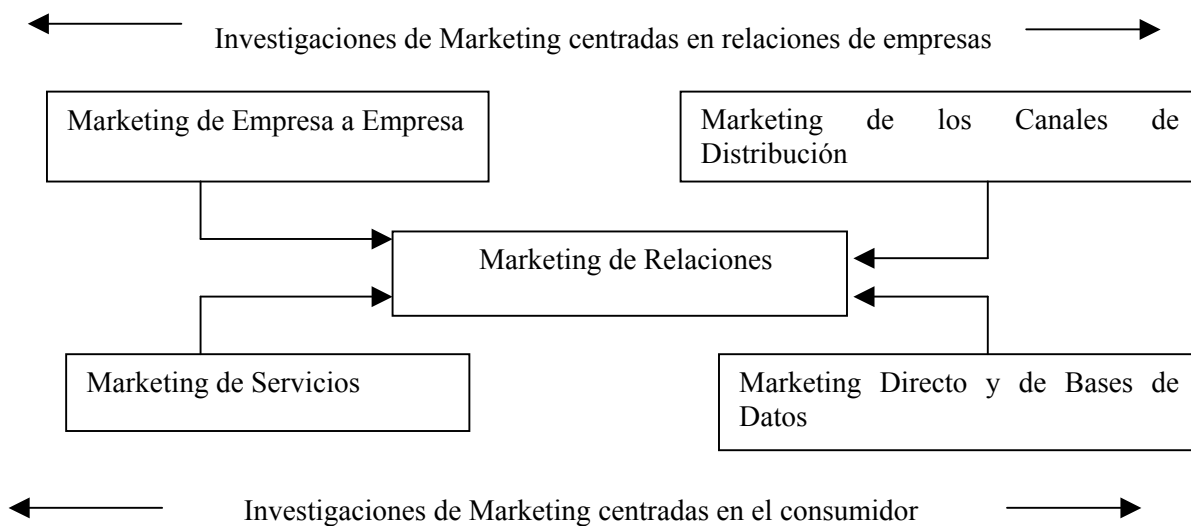 Investigaciones de Marketing centradas en relaciones de empresas
Marketing de Empresa a Empresa
Marketing de los Canales de
Distribución
Marketing de Relaciones
Marketing de Servicios
Marketing Directo y de Bases de
Datos
Investigaciones de Marketing centradas en el consumidor